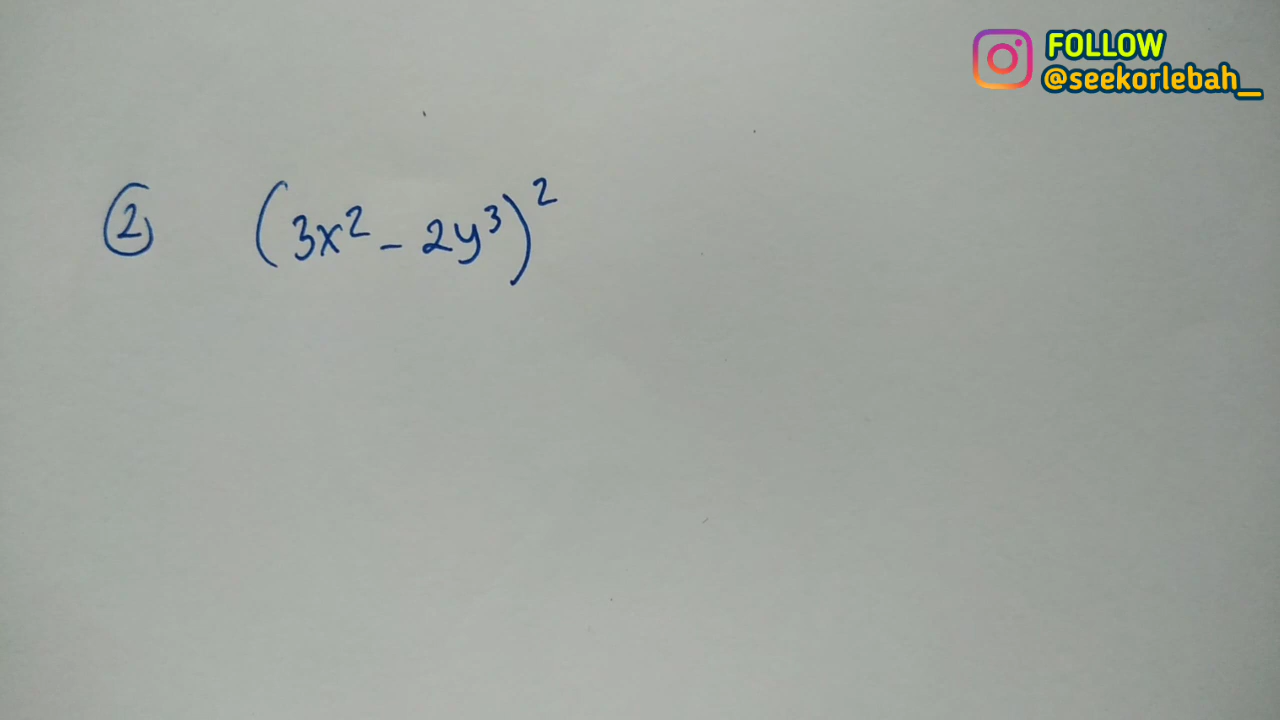 FOLLOW
@seekorlebah_
② (3x² - 2y³)²